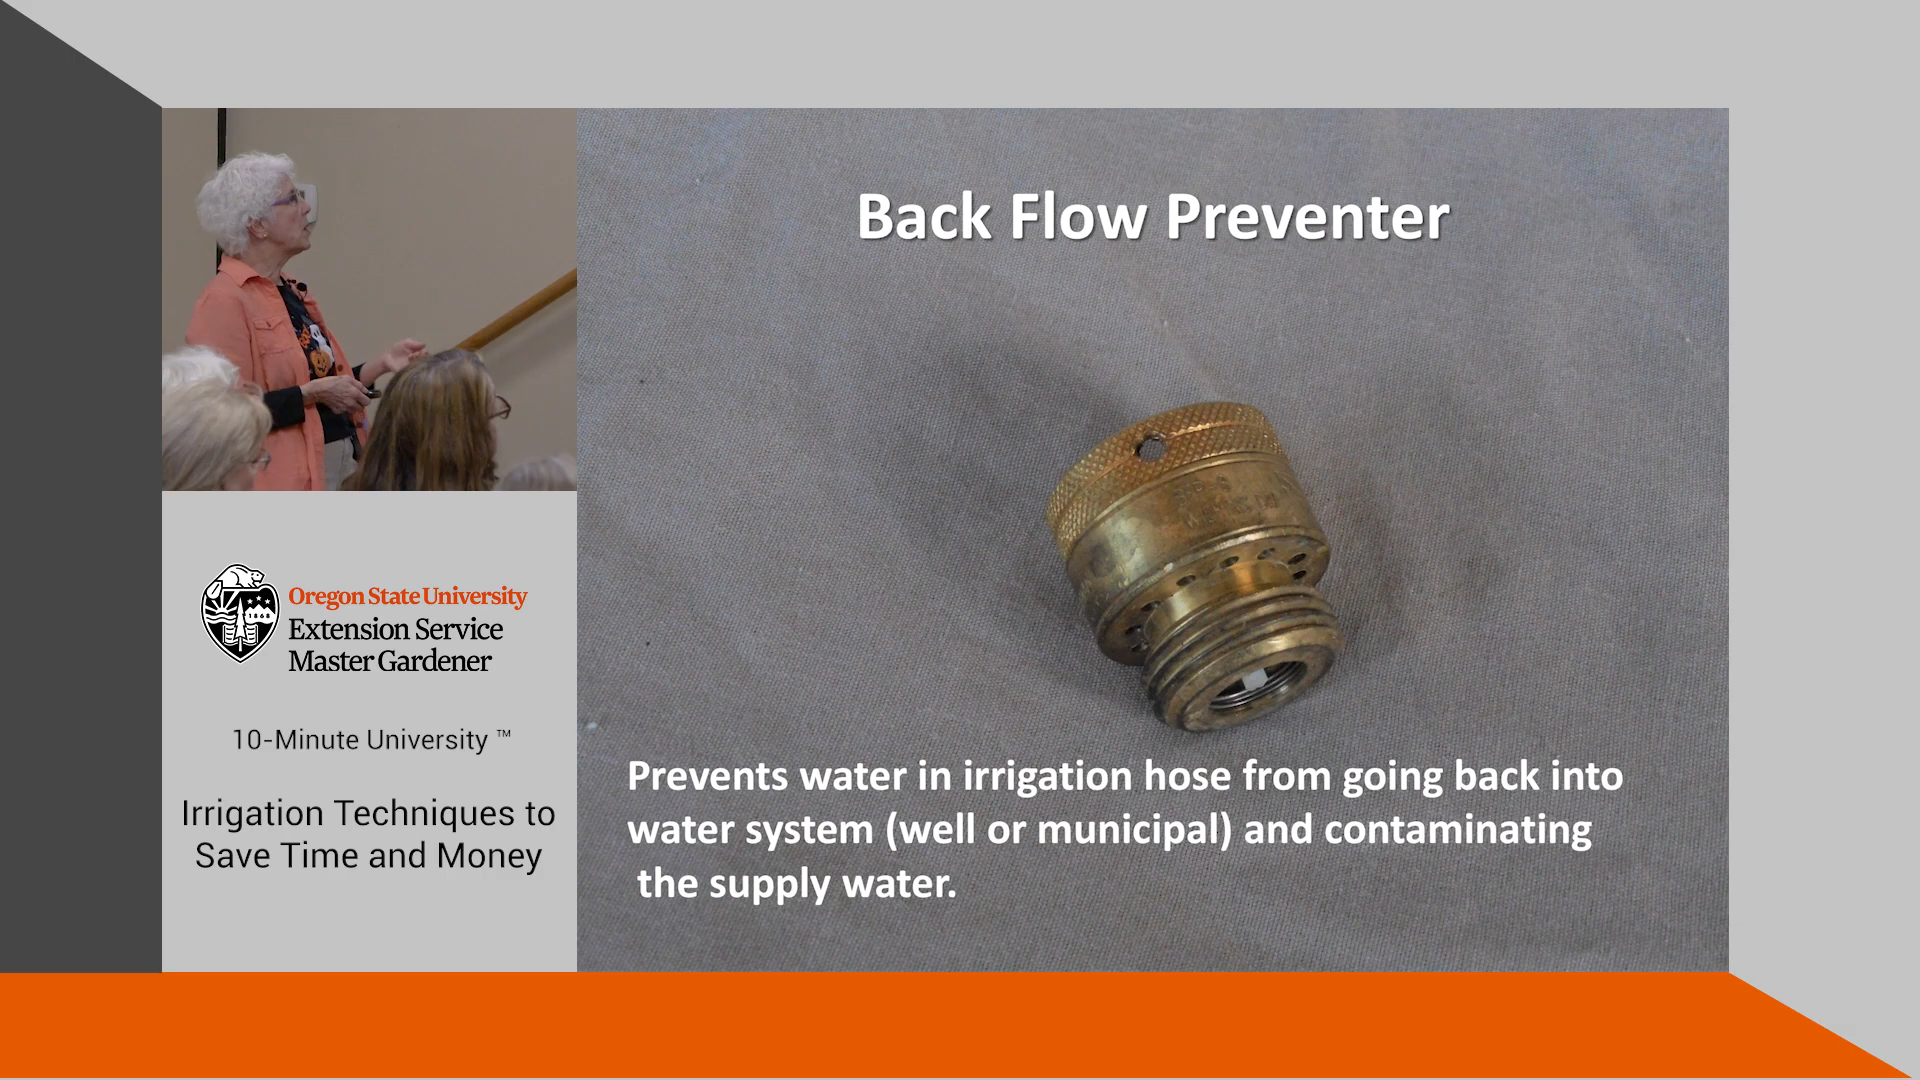 Back Flow Preventer
Prevents water in irrigation hose from going back into
water system (well or municipal) and contaminating
the supply water.
Oregon State University
Extension Service
Master Gardener
10-Minute University ™
Irrigation Techniques to
Save Time and Money